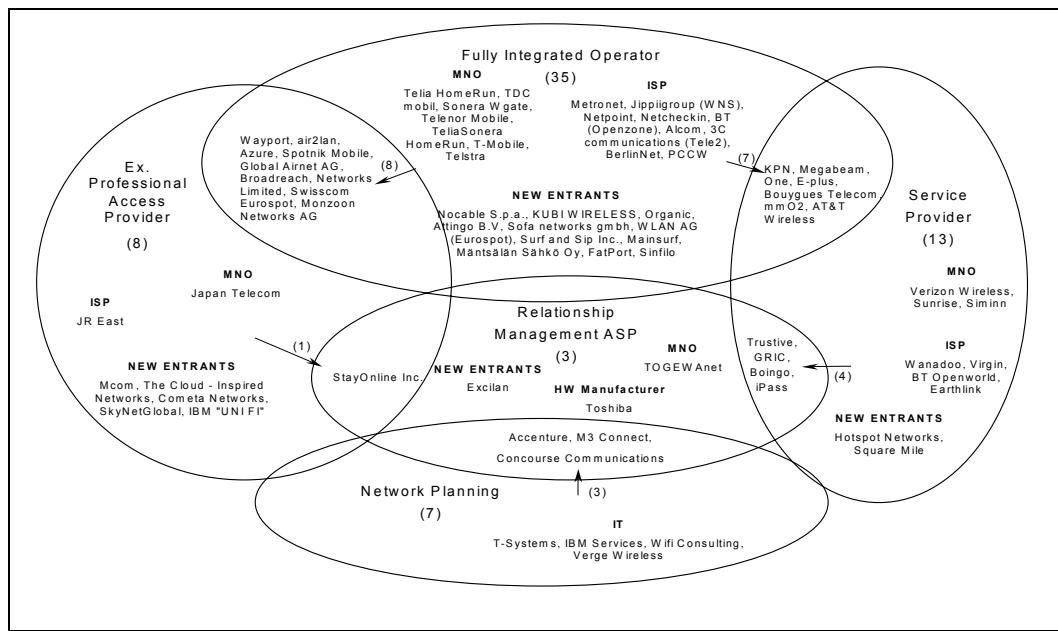 Fully Integrated Operator
(35)
MNO
Telia HomeRun, TDC
mobil, Sonera Wgate,
Telenor Mobile,
TeliaSonera
HomeRun, T-Mobile,
Telstra
ISP
Metronet, Jippiigroup (WNS),
Netpoint, Netcheckin, BT
(Openzone), Alcom, 3C
communications (Tele2),
BerlinNet, PCCW
Wayport, air2lan,
Azure, Spotnik Mobile,
Global Airnet AG,
Broadreach, Networks
Limited, Swisscom
Eurospot, Monzoon
Networks AG
(8)
(7)
KPN, Megabeam,
One, E-plus,
Bouygues Telecom,
mmO2, AT&T
Wireless
NEW ENTRANTS
Nocable S.p.a., KUBI WIRELESS, Organic,
Attingo B.V, Sofa networks gmbh, WLAN AG
(Eurospot), Surf and Sip Inc., Mainsurf,
Mäntsälän Sähkö Oy, FatPort, Sinfilo
Ex.
Professional
Access
Provider
(8)
MNO
Japan Telecom
ISP
JR East
NEW ENTRANTS
Mcom, The Cloud - Inspired
Networks, Cometa Networks,
SkyNetGlobal, IBM "UNI FI"
(1)
StayOnline Inc.
Relationship
Management ASP
(3)
NEW ENTRANTS
Excilan
MNO
TOGEWAnet
HW Manufacturer
Toshiba
Trustive,
GRIC,
Boingo,
iPass
(4)
Service
Provider
(13)
MNO
Verizon Wireless,
Sunrise, Siminn
ISP
Wanadoo, Virgin,
BT Openworld,
Earthlink
NEW ENTRANTS
Hotspot Networks,
Square Mile
Accenture, M3 Connect,
Concourse Communications
(3)
Network Planning
(7)
IT
T-Systems, IBM Services, Wifi Consulting,
Verge Wireless